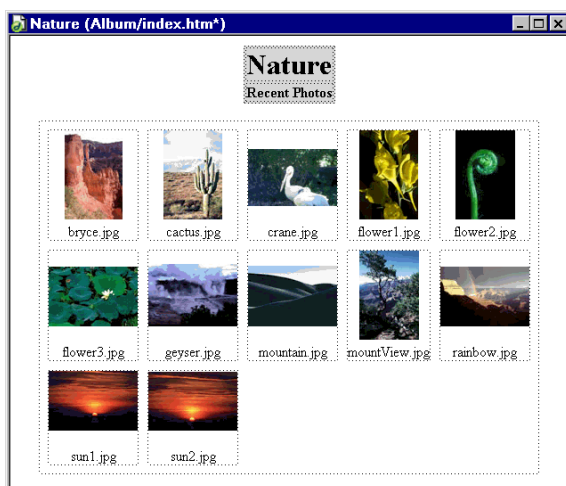 Nature (Album/index.htm*)
Nature
Recent Photos
bryce.jpg
cactus.jpg
crane.jpg
flower1.jpg
flower2.jpg
flower3.jpg
geyser.jpg
mountain.jpg
mountView.jpg
rainbow.jpg
sun1.jpg
sun2.jpg